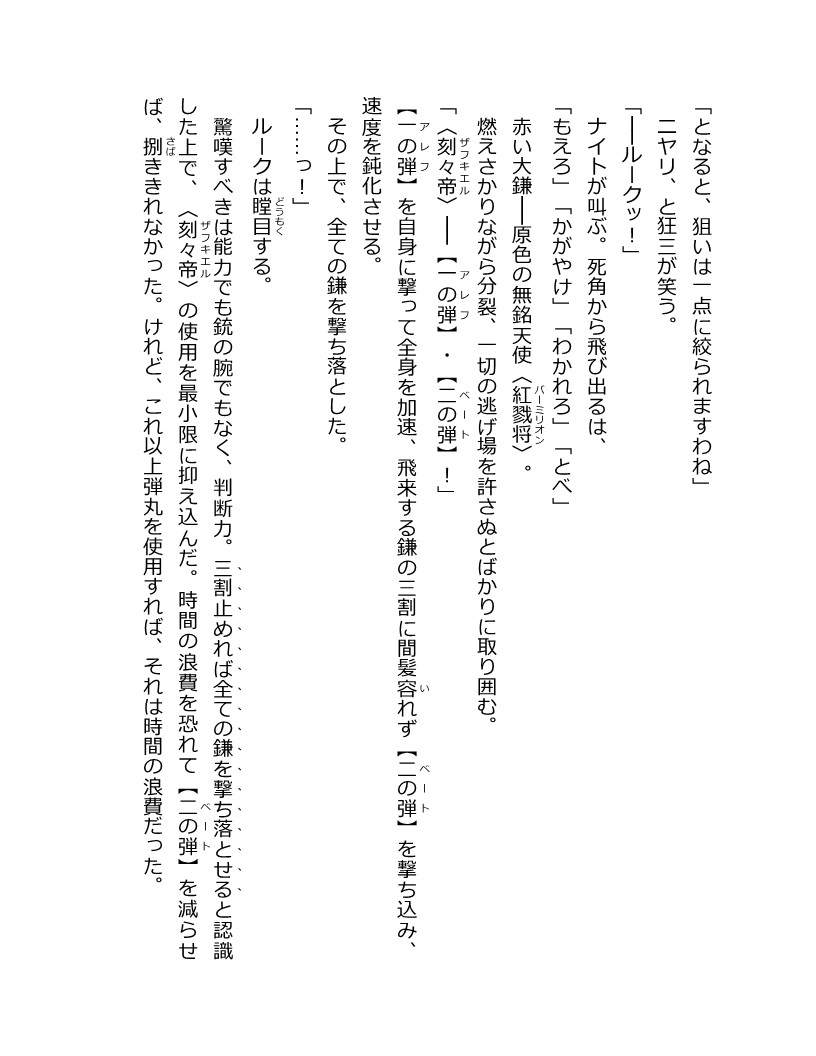 「となると、狙いは一点に絞られますわね」
ニヤリ、と狂三が笑う。
「──ルークッ！」
ナイトが叫ぶ。死角から飛び出るは、
「もえろ」「かがやけ」「わかれろ」「とべ」
赤い大鎌──原色の無銘天使〈紅戮将〉。
バーミリオン
燃えさかりながら分裂、一切の逃げ場を許さぬとばかりに取り囲む。
「〈刻々帝〉──【一の弾】・【二の弾】！」
ザフキエル　アレフ　ベート
【一の弾】を自身に撃って全身を加速、飛来する鎌の三割に間髪容れず【二の弾】を撃ち込み、
アレフ　い　ベート
速度を鈍化させる。
その上で、全ての鎌を撃ち落とした。
「……っ！」
ルークは瞠目する。
どうもく
驚嘆すべきは能力でも銃の腕でもなく、判断力。三割止めれば全ての鎌を撃ち落とせると認識
した上で、〈刻々帝〉の使用を最小限に抑え込んだ。時間の浪費を恐れて【二の弾】を減らせ
ザフキエル　ベート
ば、捌ききれなかった。けれど、これ以上弾丸を使用すれば、それは時間の浪費だった。
さば